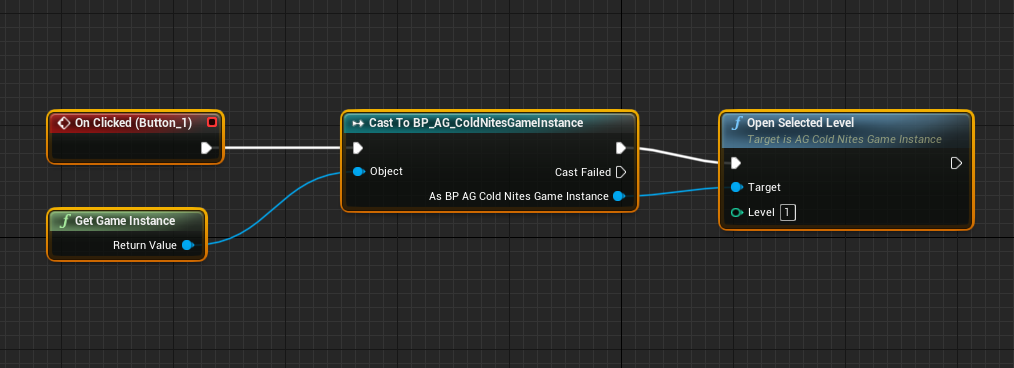 On Clicked (Button_1)
Get Game Instance
Return Value
Cast To BP_AG_ColdNitesGameInstance
Object
Cast Failed
As BP AG Cold Nites Game Instance
Open Selected Level
Target is AG Cold Nites Game Instance
Target
Level 1